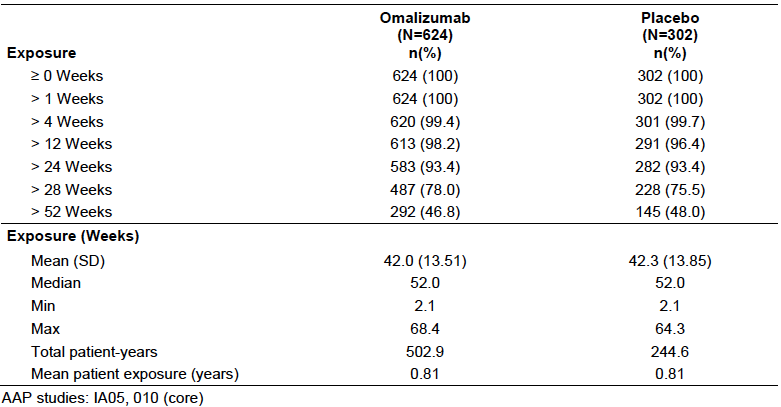 Omalizumab Placebo
(N=624) (N=302)
Exposure n(%) n(%)
≥ 0 Weeks 624 (100) 302 (100)
> 1 Weeks 624 (100) 302 (100)
> 4 Weeks 620 (99.4) 301 (99.7)
> 12 Weeks 613 (98.2) 291 (96.4)
> 24 Weeks 583 (93.4) 282 (93.4)
> 28 Weeks 487 (78.0) 228 (75.5)
> 52 Weeks 292 (46.8) 145 (48.0)
Exposure (Weeks)
Mean (SD) 42.0 (13.51) 42.3 (13.85)
Median 52.0 52.0
Min 2.1 2.1
Max 68.4 64.3
Total patient-years 502.9 244.6
Mean patient exposure (years) 0.81 0.81
AAP studies: IA05, 010 (core)